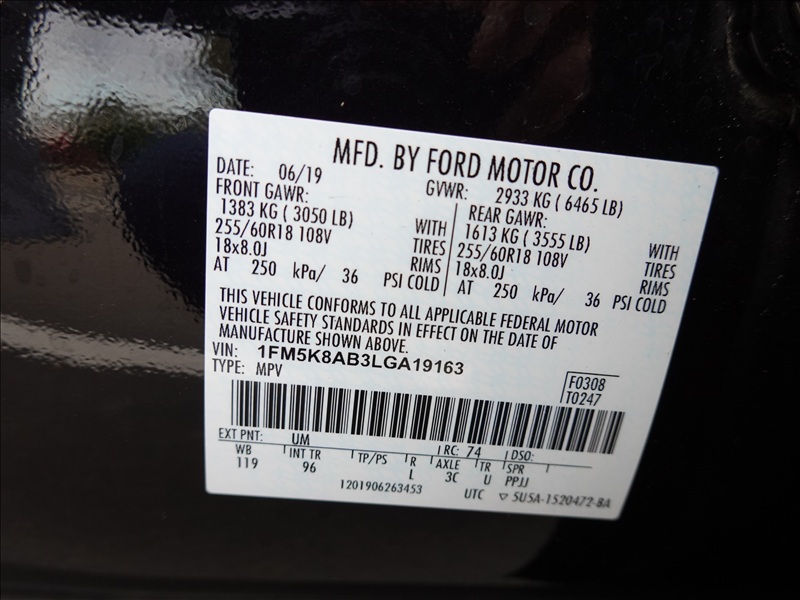 MFD. BY FORD MOTOR CO.
DATE: 06/19 GVWR: 2933 KG ( 6465 LB)
FRONT GAWR: REAR GAWR:
1383 KG ( 3050 LB) WITH 1613 KG ( 3555 LB) WITH
255/60R18 108V TIRES 255/60R18 108V TIRES
18x8.0J RIMS 18x8.0J RIMS
AT 250 kPa/ 36 PSI COLD AT 250 kPa/ 36 PSI COLD
THIS VEHICLE CONFORMS TO ALL APPLICABLE FEDERAL MOTOR
VEHICLE SAFETY STANDARDS IN EFFECT ON THE DATE OF
MANUFACTURE SHOWN ABOVE.
VIN: 1FM5K8AB3LGA19163
TYPE: MPV
F0308
T0247
EXT PNT: UM RC: 74 DSO:
WB INT TR TP/PS R AXLE TR SPR
119 96 L 3C U PPJJ
1201906263453 UTC ▽ 5USA-1520472-BA